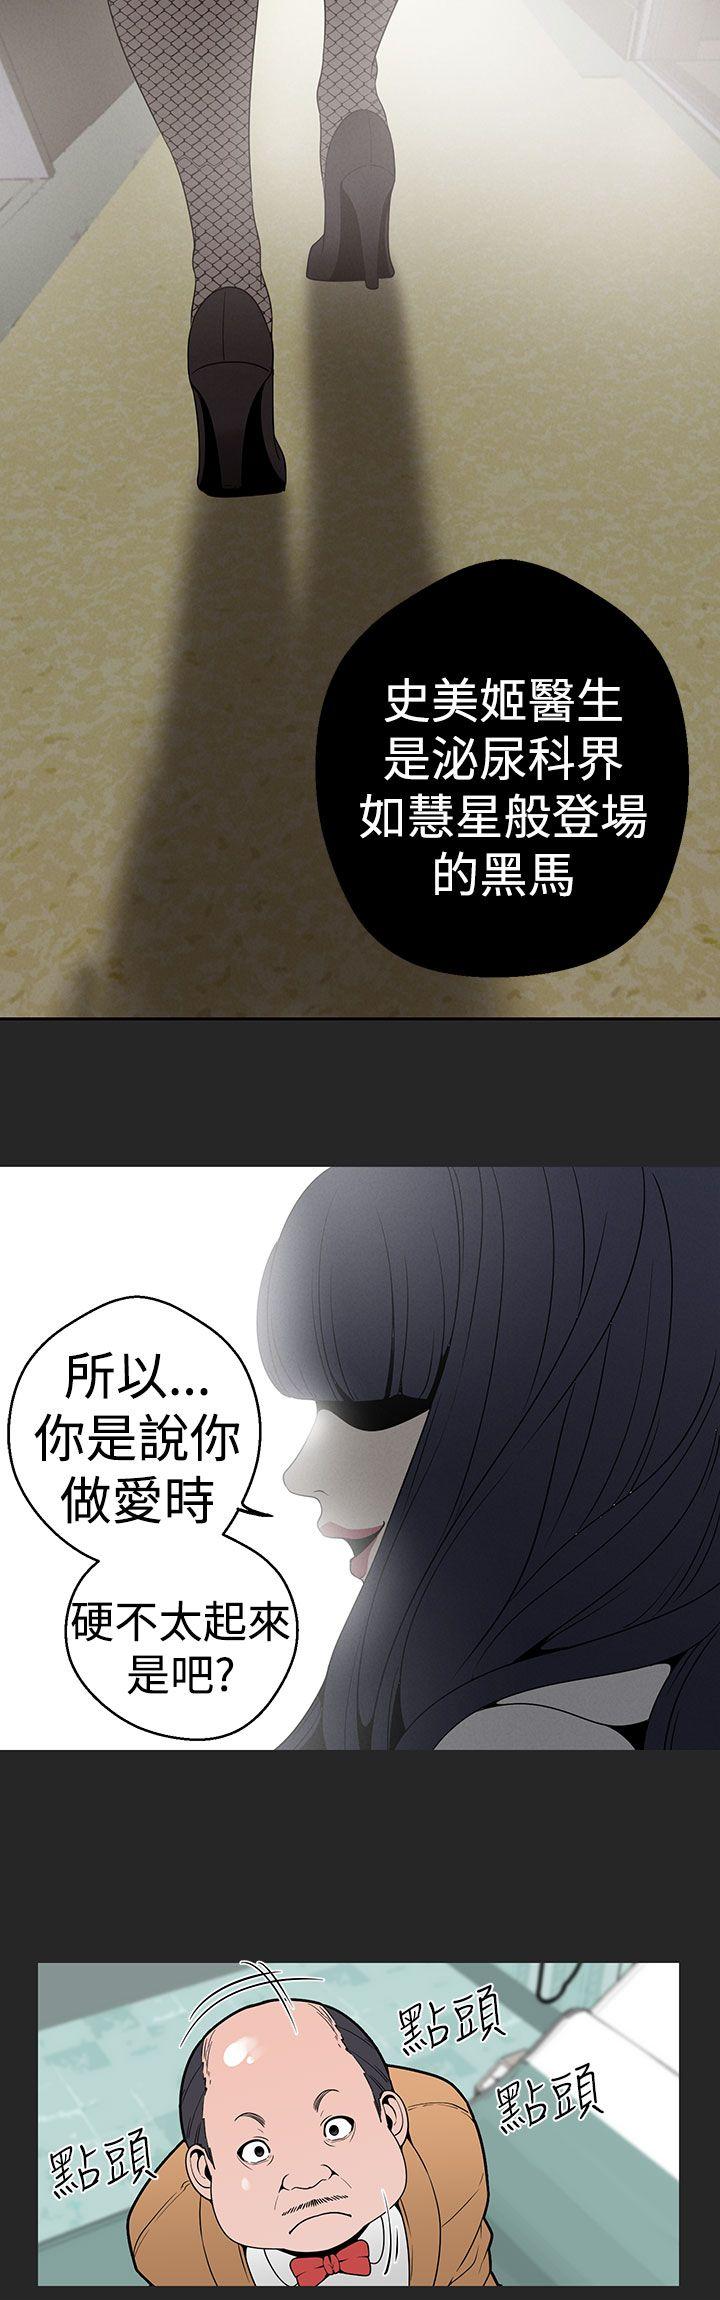 史美姬醫生
是泌尿科界
如慧星般登場
的黑馬
所以...
你是說你
做愛時
硬不太起來
是吧?
點頭
點頭
點頭